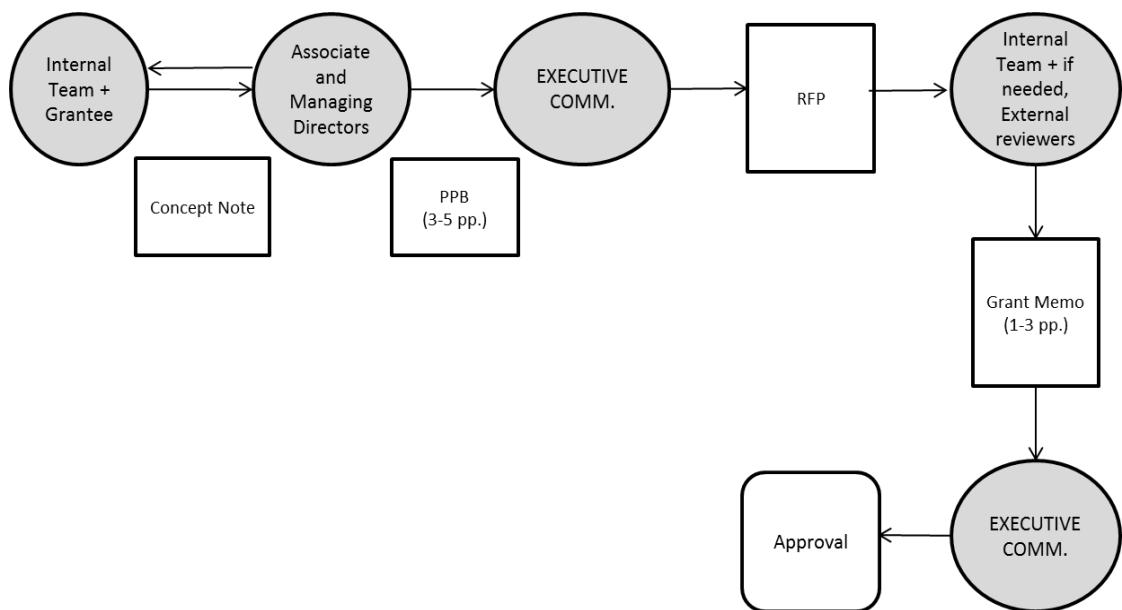 Internal
Team +
Grantee
Associate
and
Managing
Directors
EXECUTIVE
COMM.
RFP
Internal
Team + if
needed,
External
reviewers
Concept Note
PPB
(3-5 pp.)
Grant Memo
(1-3 pp.)
Approval
EXECUTIVE
COMM.